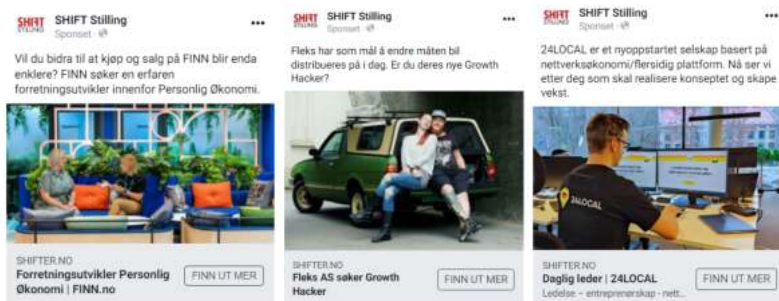 SHIFT
STILLING
SHIFT Stilling
Sponset
Vil du bidra til at kjøp og salg på FINN blir enda
enklere? FINN søker en erfaren
forretningsutvikler innenfor Personlig Økonomi.
SHIFTER.NO
Forretningsutvikler Personlig
Økonomi | FINN.no
FINN UT MER
SHIFT
STILLING
SHIFT Stilling
Sponset
Fleks har som mål å endre måten bil
distribueres på i dag. Er du deres nye Growth
Hacker?
SHIFTER.NO
Fleks AS søker Growth
Hacker
FINN UT MER
SHIFT
STILLING
SHIFT Stilling
Sponset
24LOCAL er et nyoppstartet selskap basert på
nettverksøkonomi/flersidig plattform. Nå ser vi
etter deg som skal realisere konseptet og skape
vekst.
24LOCAL
SHIFTER.NO
Daglig leder | 24LOCAL
Ledelse – entreprenørskap - nett...
FINN UT MER